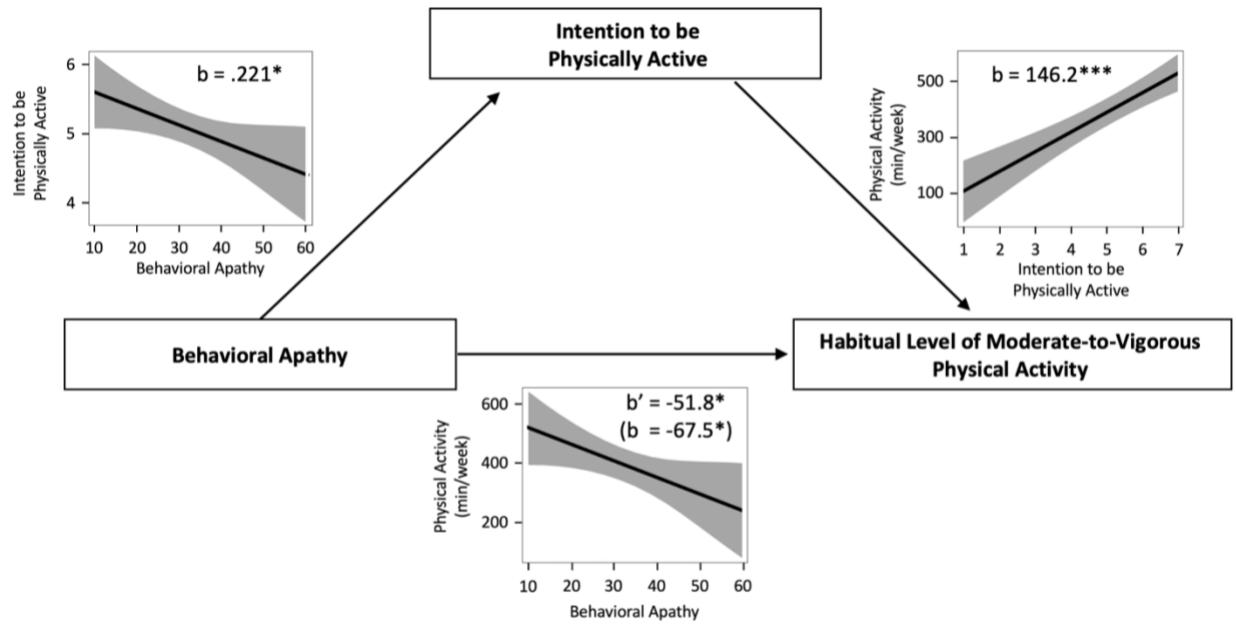 Intention to be
Physically Active
b = .221*
6
5
4
Intention to be
Physically Active
10 20 30 40 50 60
Behavioral Apathy
b = 146.2***
500
300
100
Physical Activity
(min/week)
1 2 3 4 5 6 7
Intention to be
Physically Active
Behavioral Apathy
Habitual Level of Moderate-to-Vigorous
Physical Activity
b′ = -51.8*
(b = -67.5*)
600
400
200
Physical Activity
(min/week)
10 20 30 40 50 60
Behavioral Apathy